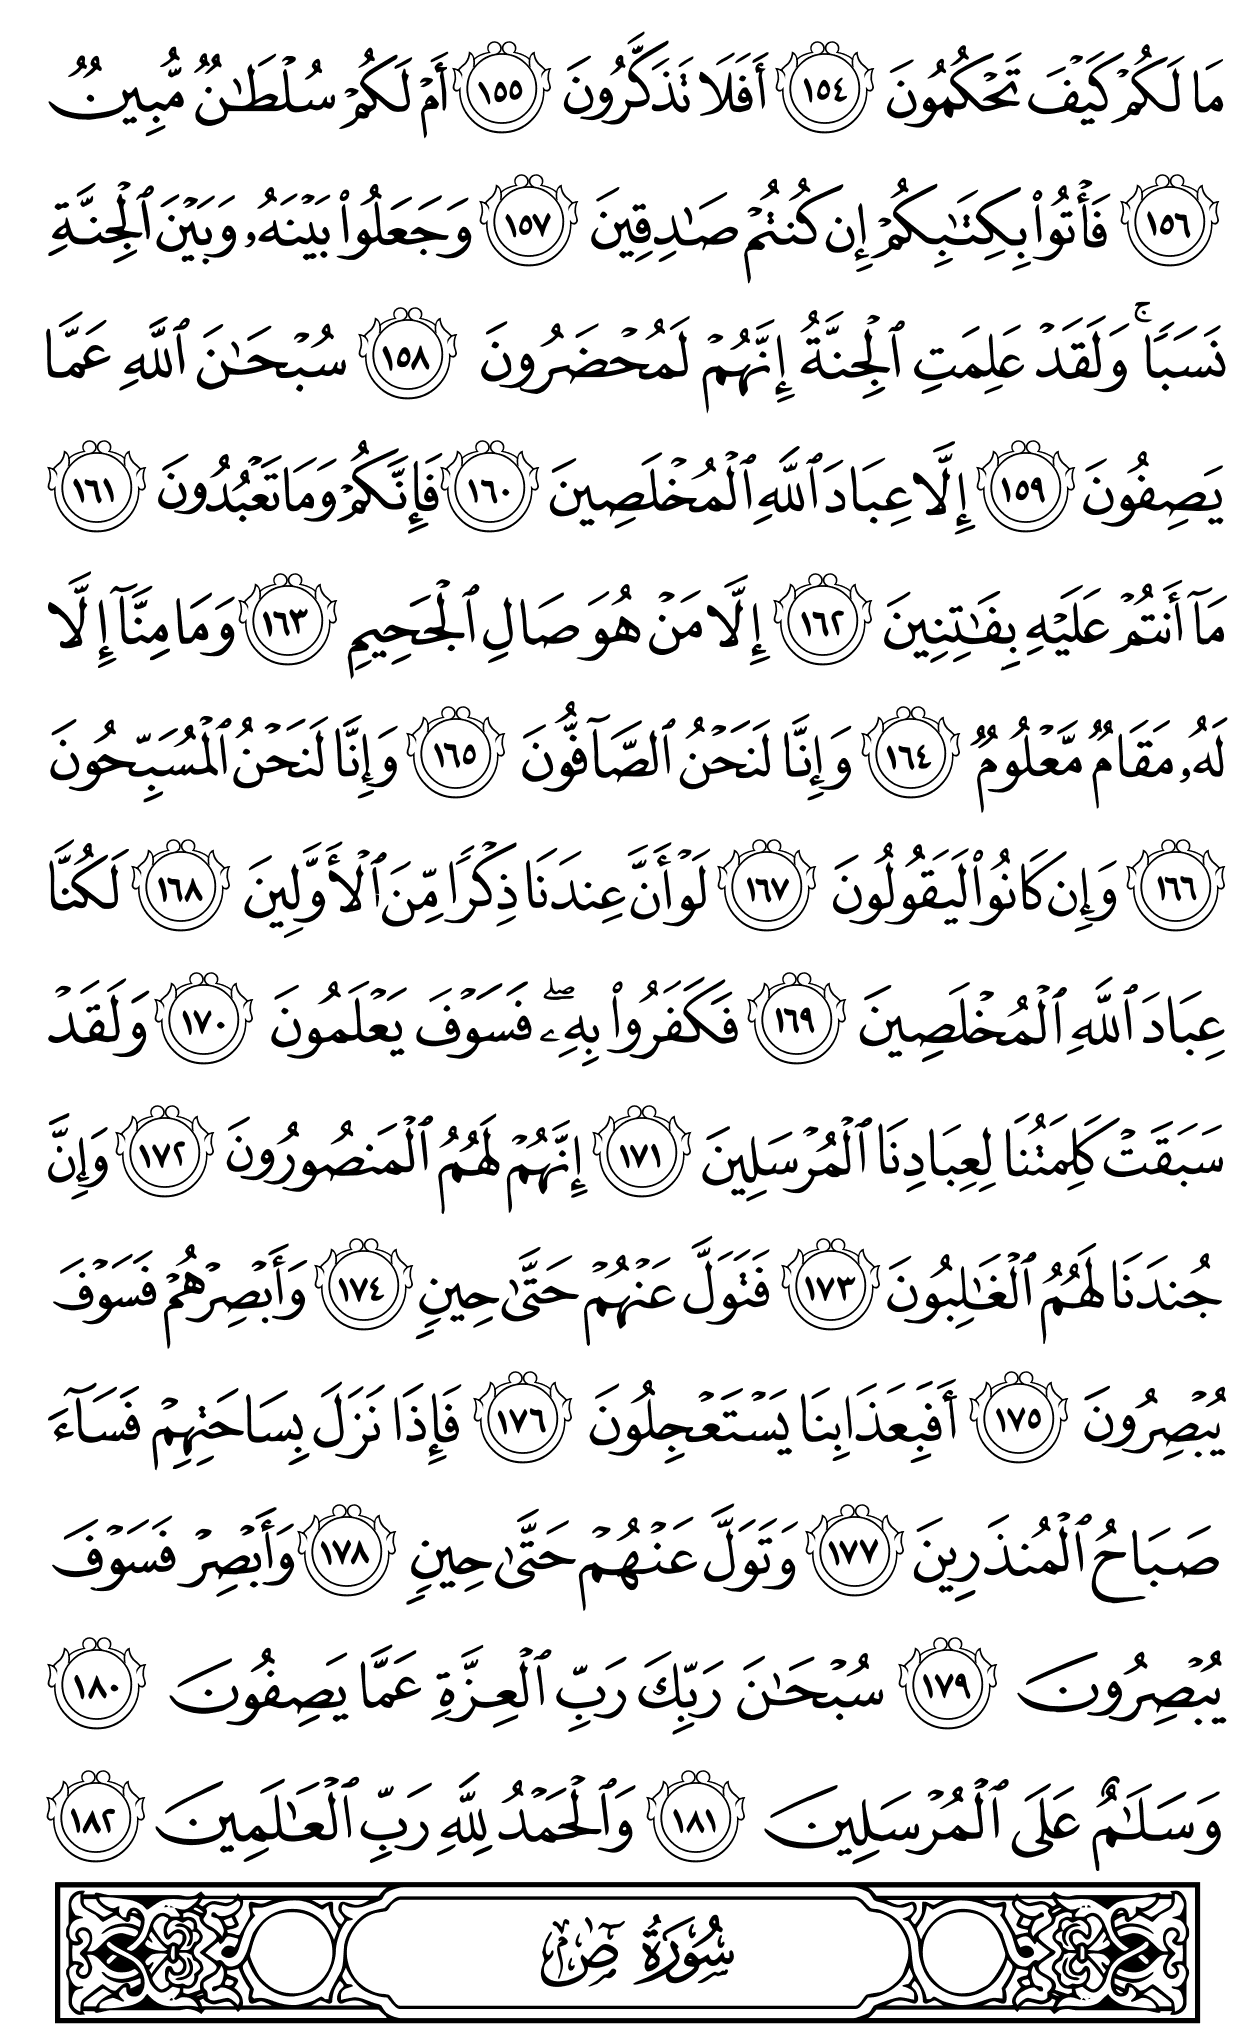 مَا لَكُمْ كَيْفَ تَحْكُمُونَ ١٥٤ أَفَلَا تَذَكَّرُونَ ١٥٥ أَمْ لَكُمْ سُلْطَـٰنٌ مُّبِينٌ
١٥٦ فَأْتُوا۟ بِكِتَـٰبِكُمْ إِن كُنتُمْ صَـٰدِقِينَ ١٥٧ وَجَعَلُوا۟ بَيْنَهُۥ وَبَيْنَ ٱلْجِنَّةِ
نَسَبًا ۚ وَلَقَدْ عَلِمَتِ ٱلْجِنَّةُ إِنَّهُمْ لَمُحْضَرُونَ ١٥٨ سُبْحَـٰنَ ٱللَّهِ عَمَّا
يَصِفُونَ ١٥٩ إِلَّا عِبَادَ ٱللَّهِ ٱلْمُخْلَصِينَ ١٦٠ فَإِنَّكُمْ وَمَا تَعْبُدُونَ ١٦١
مَآ أَنتُمْ عَلَيْهِ بِفَـٰتِنِينَ ١٦٢ إِلَّا مَنْ هُوَ صَالِ ٱلْجَحِيمِ ١٦٣ وَمَا مِنَّآ إِلَّا
لَهُۥ مَقَامٌ مَّعْلُومٌ ١٦٤ وَإِنَّا لَنَحْنُ ٱلصَّآفُّونَ ١٦٥ وَإِنَّا لَنَحْنُ ٱلْمُسَبِّحُونَ
١٦٦ وَإِن كَانُوا۟ لَيَقُولُونَ ١٦٧ لَوْ أَنَّ عِندَنَا ذِكْرًا مِّنَ ٱلْأَوَّلِينَ ١٦٨ لَكُنَّا
عِبَادَ ٱللَّهِ ٱلْمُخْلَصِينَ ١٦٩ فَكَفَرُوا۟ بِهِۦ ۖ فَسَوْفَ يَعْلَمُونَ ١٧٠ وَلَقَدْ
سَبَقَتْ كَلِمَتُنَا لِعِبَادِنَا ٱلْمُرْسَلِينَ ١٧١ إِنَّهُمْ لَهُمُ ٱلْمَنصُورُونَ ١٧٢ وَإِنَّ
جُندَنَا لَهُمُ ٱلْغَـٰلِبُونَ ١٧٣ فَتَوَلَّ عَنْهُمْ حَتَّىٰ حِينٍ ١٧٤ وَأَبْصِرْهُمْ فَسَوْفَ
يُبْصِرُونَ ١٧٥ أَفَبِعَذَابِنَا يَسْتَعْجِلُونَ ١٧٦ فَإِذَا نَزَلَ بِسَاحَتِهِمْ فَسَآءَ
صَبَاحُ ٱلْمُنذَرِينَ ١٧٧ وَتَوَلَّ عَنْهُمْ حَتَّىٰ حِينٍ ١٧٨ وَأَبْصِرْ فَسَوْفَ
يُبْصِرُونَ ١٧٩ سُبْحَـٰنَ رَبِّكَ رَبِّ ٱلْعِزَّةِ عَمَّا يَصِفُونَ ١٨٠
وَسَلَـٰمٌ عَلَى ٱلْمُرْسَلِينَ ١٨١ وَٱلْحَمْدُ لِلَّهِ رَبِّ ٱلْعَـٰلَمِينَ ١٨٢
سُورَةُ صٓ